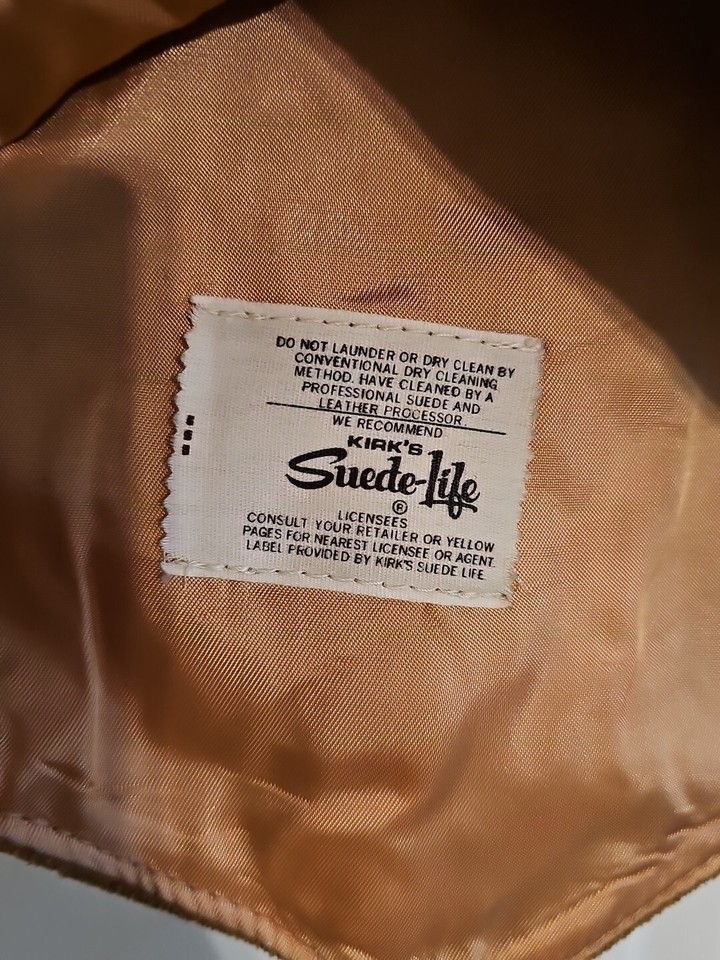 DO NOT LAUNDER OR DRY CLEAN BY
CONVENTIONAL DRY CLEANING
METHOD. HAVE CLEANED BY A
PROFESSIONAL SUEDE AND
LEATHER PROCESSOR.
WE RECOMMEND
KIRK'S
Suede-Life
®
LICENSEES
CONSULT YOUR RETAILER OR YELLOW
PAGES FOR NEAREST LICENSEE OR AGENT.
LABEL PROVIDED BY KIRK'S SUEDE LIFE